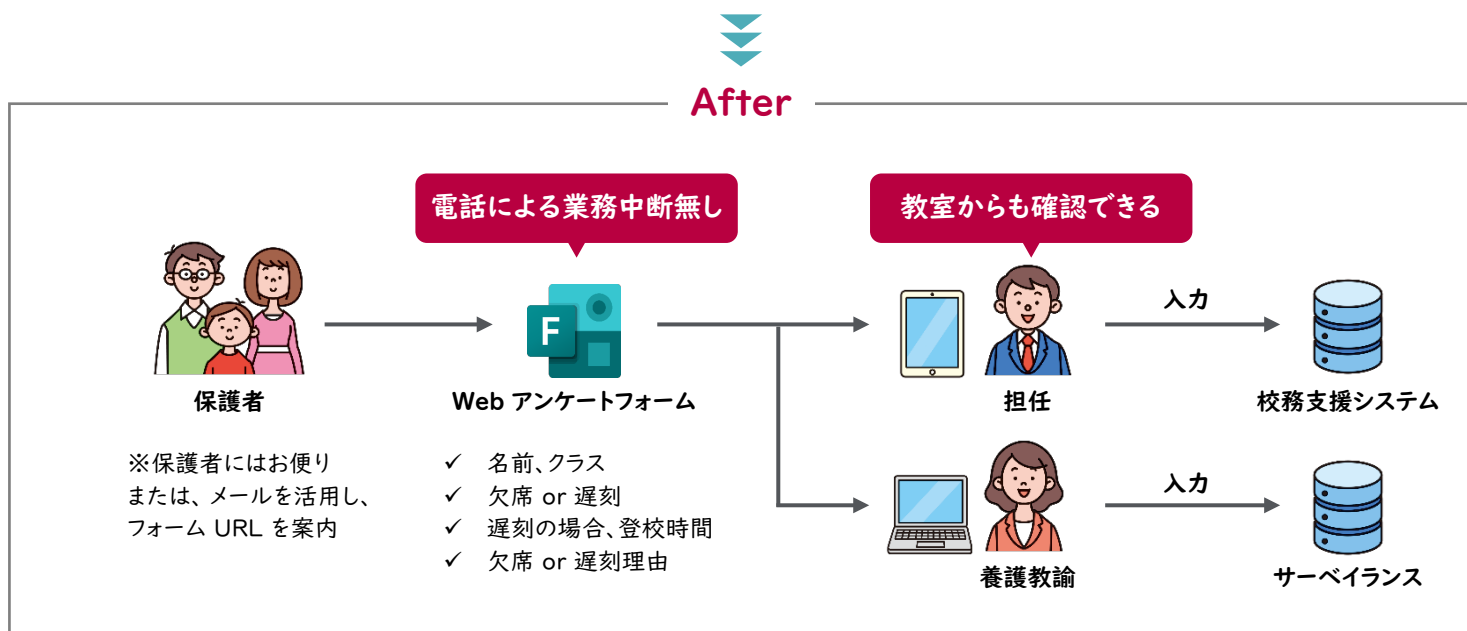 After
電話による業務中断無し
教室からも確認できる
F
入力
保護者
Web アンケートフォーム
担任
校務支援システム
※保護者にはお便り
または、メールを活用し、
フォーム URL を案内
✓ 名前、クラス
✓ 欠席 or 遅刻
✓ 遅刻の場合、登校時間
✓ 欠席 or 遅刻理由
入力
養護教諭
サーベイランス